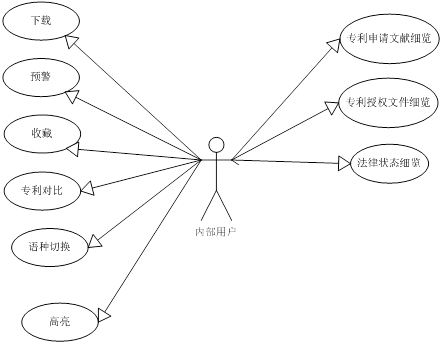 下载
预警
收藏
专利对比
语种切换
高亮
专利申请文献细览
专利授权文件细览
法律状态细览
内部用户